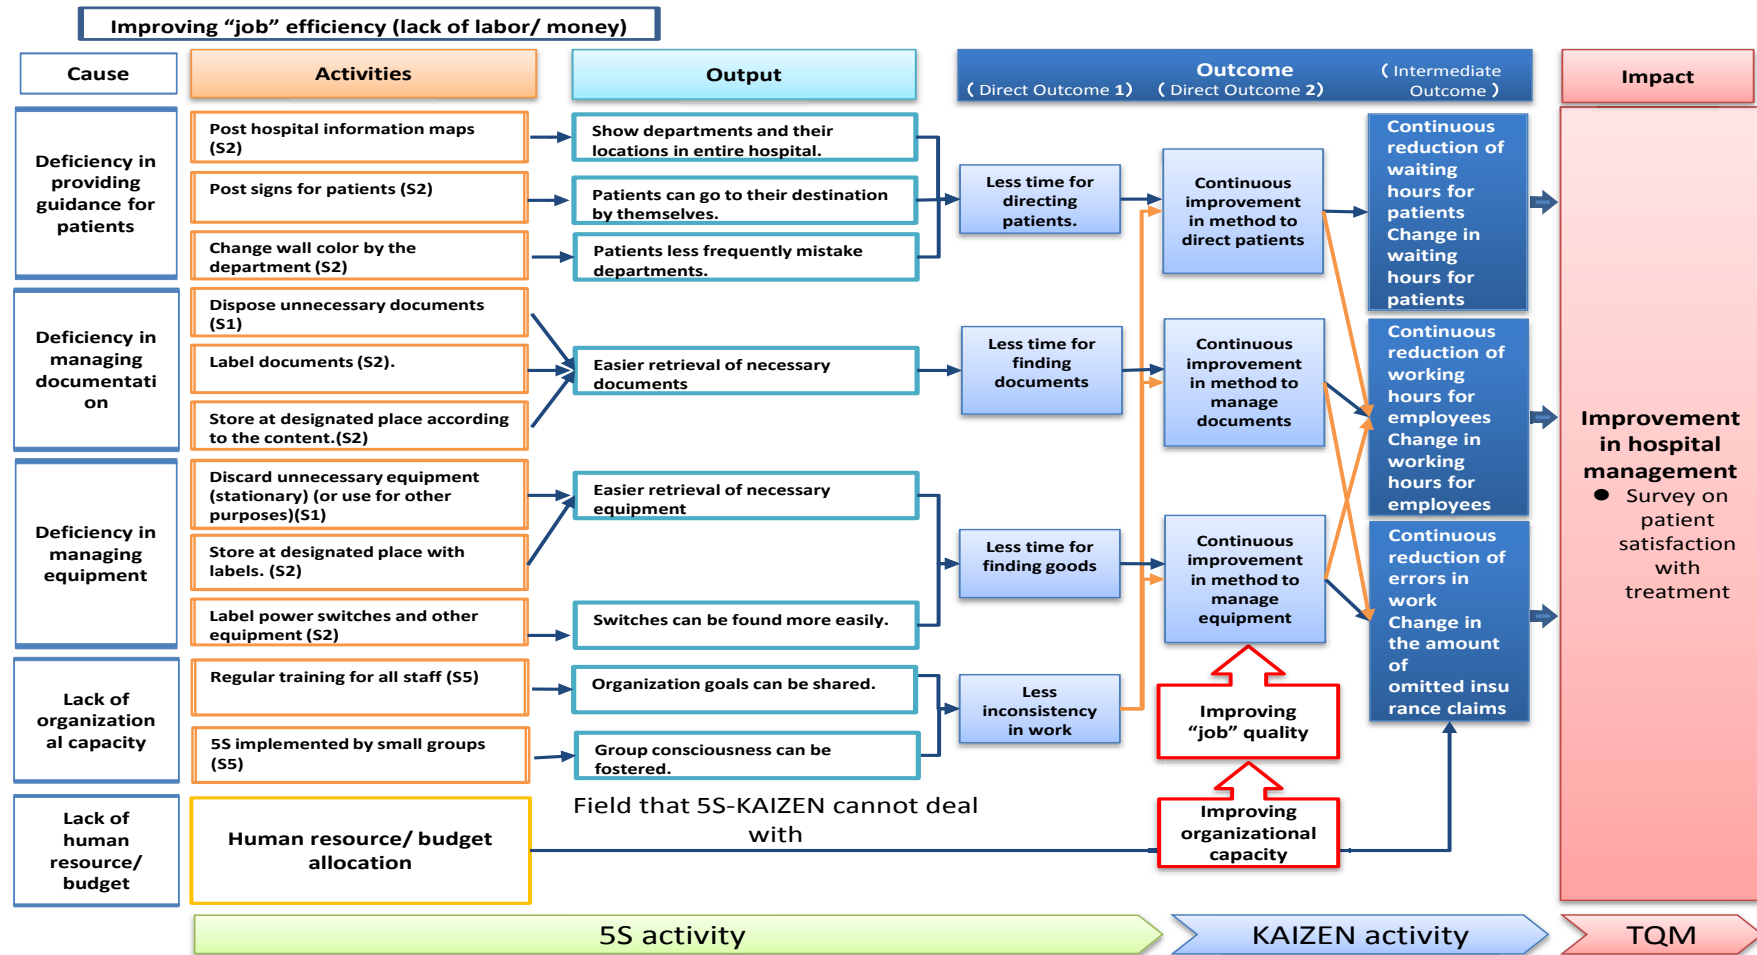 Improving “job” efficiency (lack of labor/ money)
Cause
Activities
Output
Outcome
( Direct Outcome 1)
( Direct Outcome 2)
( Intermediate
Outcome )
Impact
Deficiency in
providing
guidance for
patients
Post hospital information maps
(S2)
Post signs for patients (S2)
Change wall color by the
department (S2)
Show departments and their
locations in entire hospital.
Patients can go to their destination
by themselves.
Patients less frequently mistake
departments.
Less time for
directing
patients.
Continuous
improvement
in method to
direct patients
Continuous
reduction of
waiting
hours for
patients
Change in
waiting
hours for
patients
Deficiency in
managing
documentati
on
Dispose unnecessary documents
(S1)
Label documents (S2).
Store at designated place according
to the content.(S2)
Easier retrieval of necessary
documents
Less time for
finding
documents
Continuous
improvement
in method to
manage
documents
Continuous
reduction of
working
hours for
employees
Change in
working
hours for
employees
Deficiency in
managing
equipment
Discard unnecessary equipment
(stationary) (or use for other
purposes)(S1)
Store at designated place with
labels. (S2)
Label power switches and other
equipment (S2)
Easier retrieval of necessary
equipment
Switches can be found more easily.
Less time for
finding goods
Continuous
improvement
in method to
manage
equipment
Continuous
reduction of
errors in
work
Change in
the amount
of
omitted insu
rance claims
Improvement
in hospital
management
● Survey on
patient
satisfaction
with
treatment
Lack of
organization
al capacity
Regular training for all staff (S5)
5S implemented by small groups
(S5)
Organization goals can be shared.
Group consciousness can be
fostered.
Less
inconsistency
in work
Improving
“job” quality
Lack of
human
resource/
budget
Human resource/ budget
allocation
Field that 5S-KAIZEN cannot deal
with
Improving
organizational
capacity
5S activity
KAIZEN activity
TQM